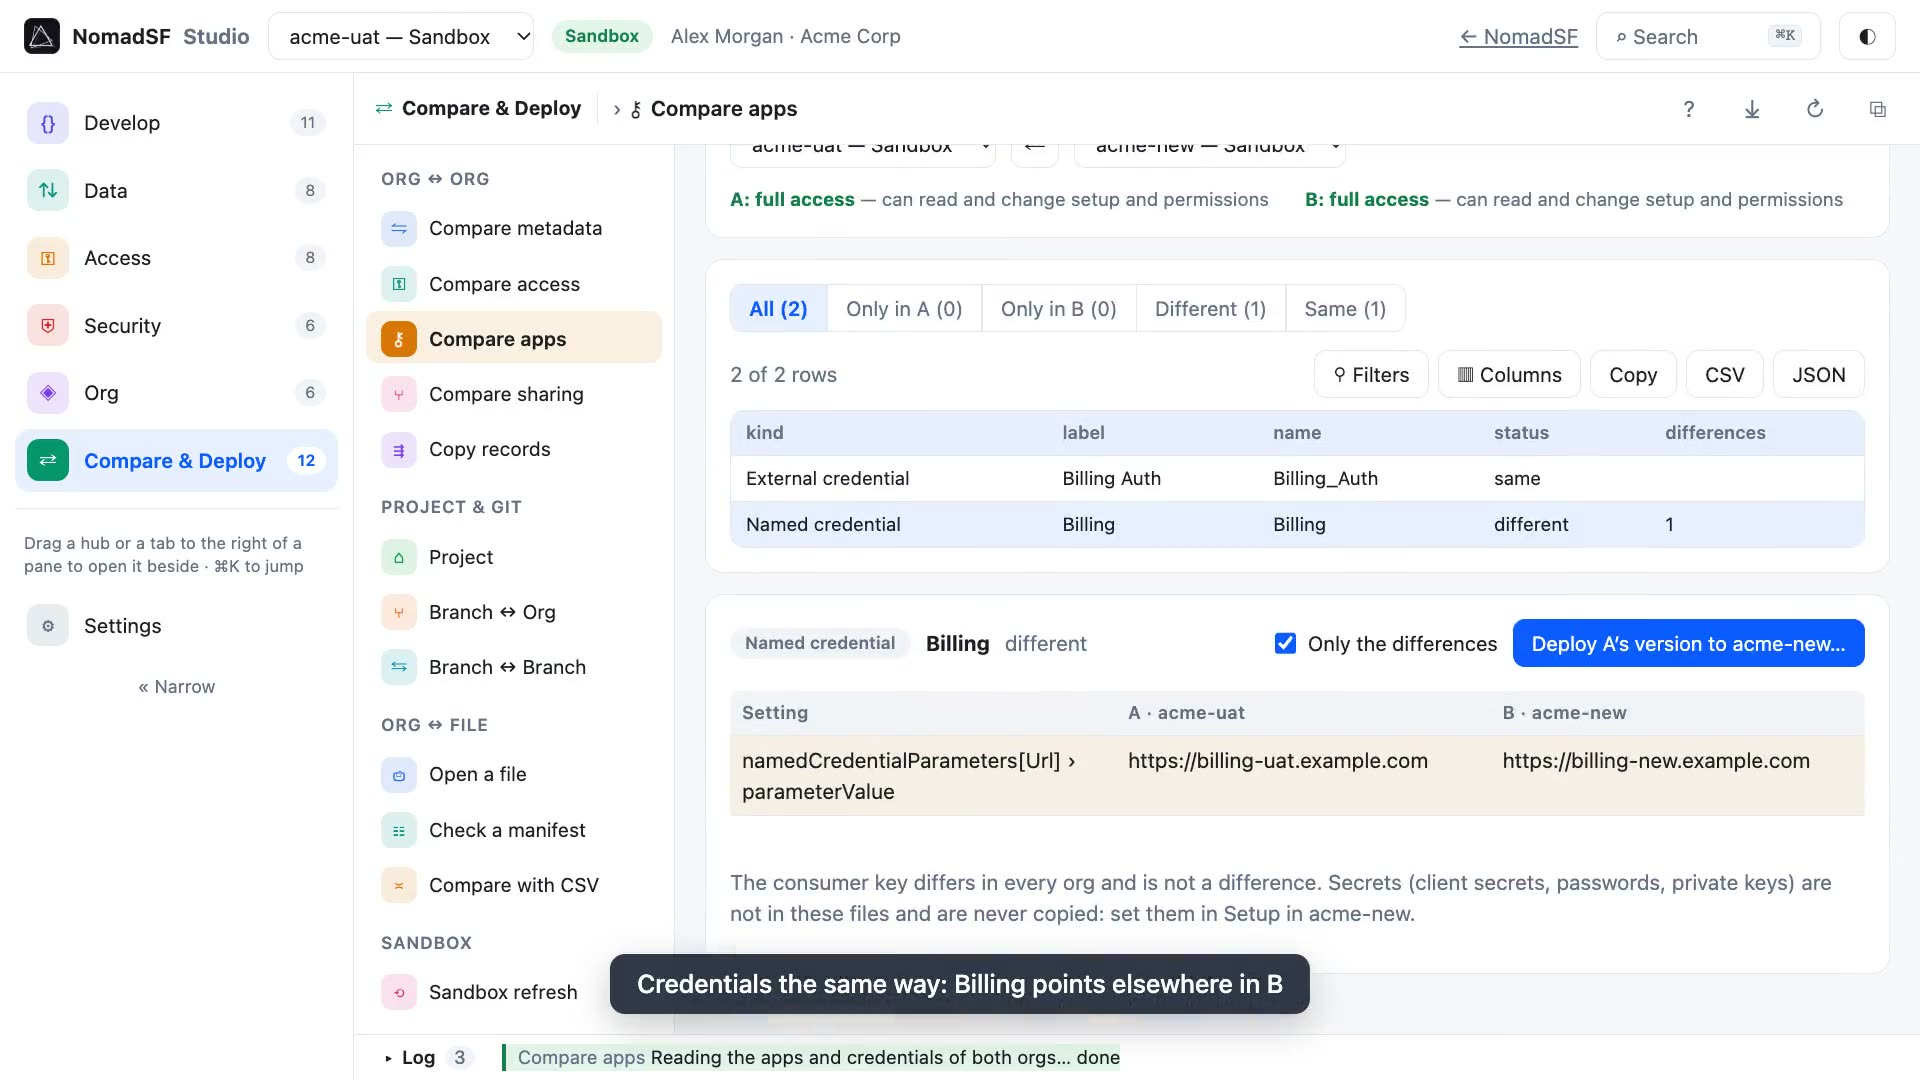 NomadSF Studio
acme-uat — Sandbox
Sandbox
Alex Morgan · Acme Corp
← NomadSF
Search
⌘K
{} Develop 11
Data 8
Access 8
Security 6
Org 6
Compare & Deploy 12
Drag a hub or a tab to the right of a
pane to open it beside · ⌘K to jump
Settings
« Narrow
Compare & Deploy
› Compare apps
?
ORG ↔ ORG
Compare metadata
Compare access
Compare apps
Compare sharing
Copy records
PROJECT & GIT
Project
Branch ↔ Org
Branch ↔ Branch
ORG ↔ FILE
Open a file
Check a manifest
Compare with CSV
SANDBOX
Sandbox refresh
acme-uat — Sandbox
←
acme-new — Sandbox
A: full access — can read and change setup and permissions
B: full access — can read and change setup and permissions
All (2)
Only in A (0)
Only in B (0)
Different (1)
Same (1)
2 of 2 rows
Filters
Columns
Copy
CSV
JSON
kind label name status differences
External credential Billing Auth Billing_Auth same
Named credential Billing Billing different 1
Named credential Billing different
Only the differences
Deploy A’s version to acme-new…
Setting A · acme-uat B · acme-new
namedCredentialParameters[Url] › https://billing-uat.example.com https://billing-new.example.com
parameterValue
The consumer key differs in every org and is not a difference. Secrets (client secrets, passwords, private keys) are
not in these files and are never copied: set them in Setup in acme-new.
Credentials the same way: Billing points elsewhere in B
▸ Log 3
Compare apps Reading the apps and credentials of both orgs… done